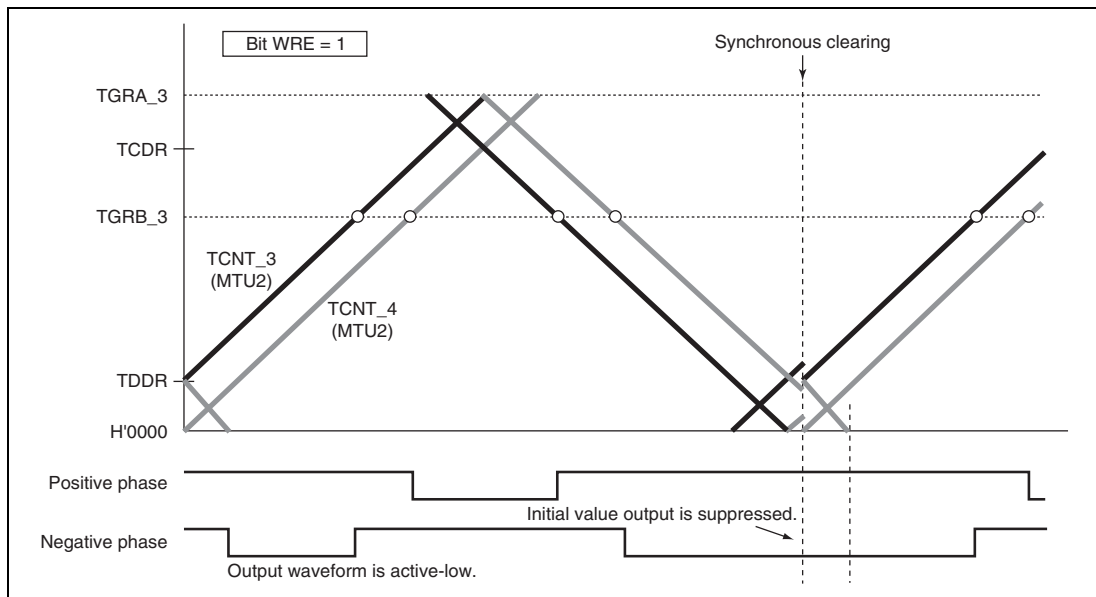 Bit WRE = 1
Synchronous clearing
TGRA_3
TCDR
TGRB_3
TCNT_3
(MTU2)
TCNT_4
(MTU2)
TDDR
H'0000
Positive phase
Initial value output is suppressed.
Negative phase
Output waveform is active-low.